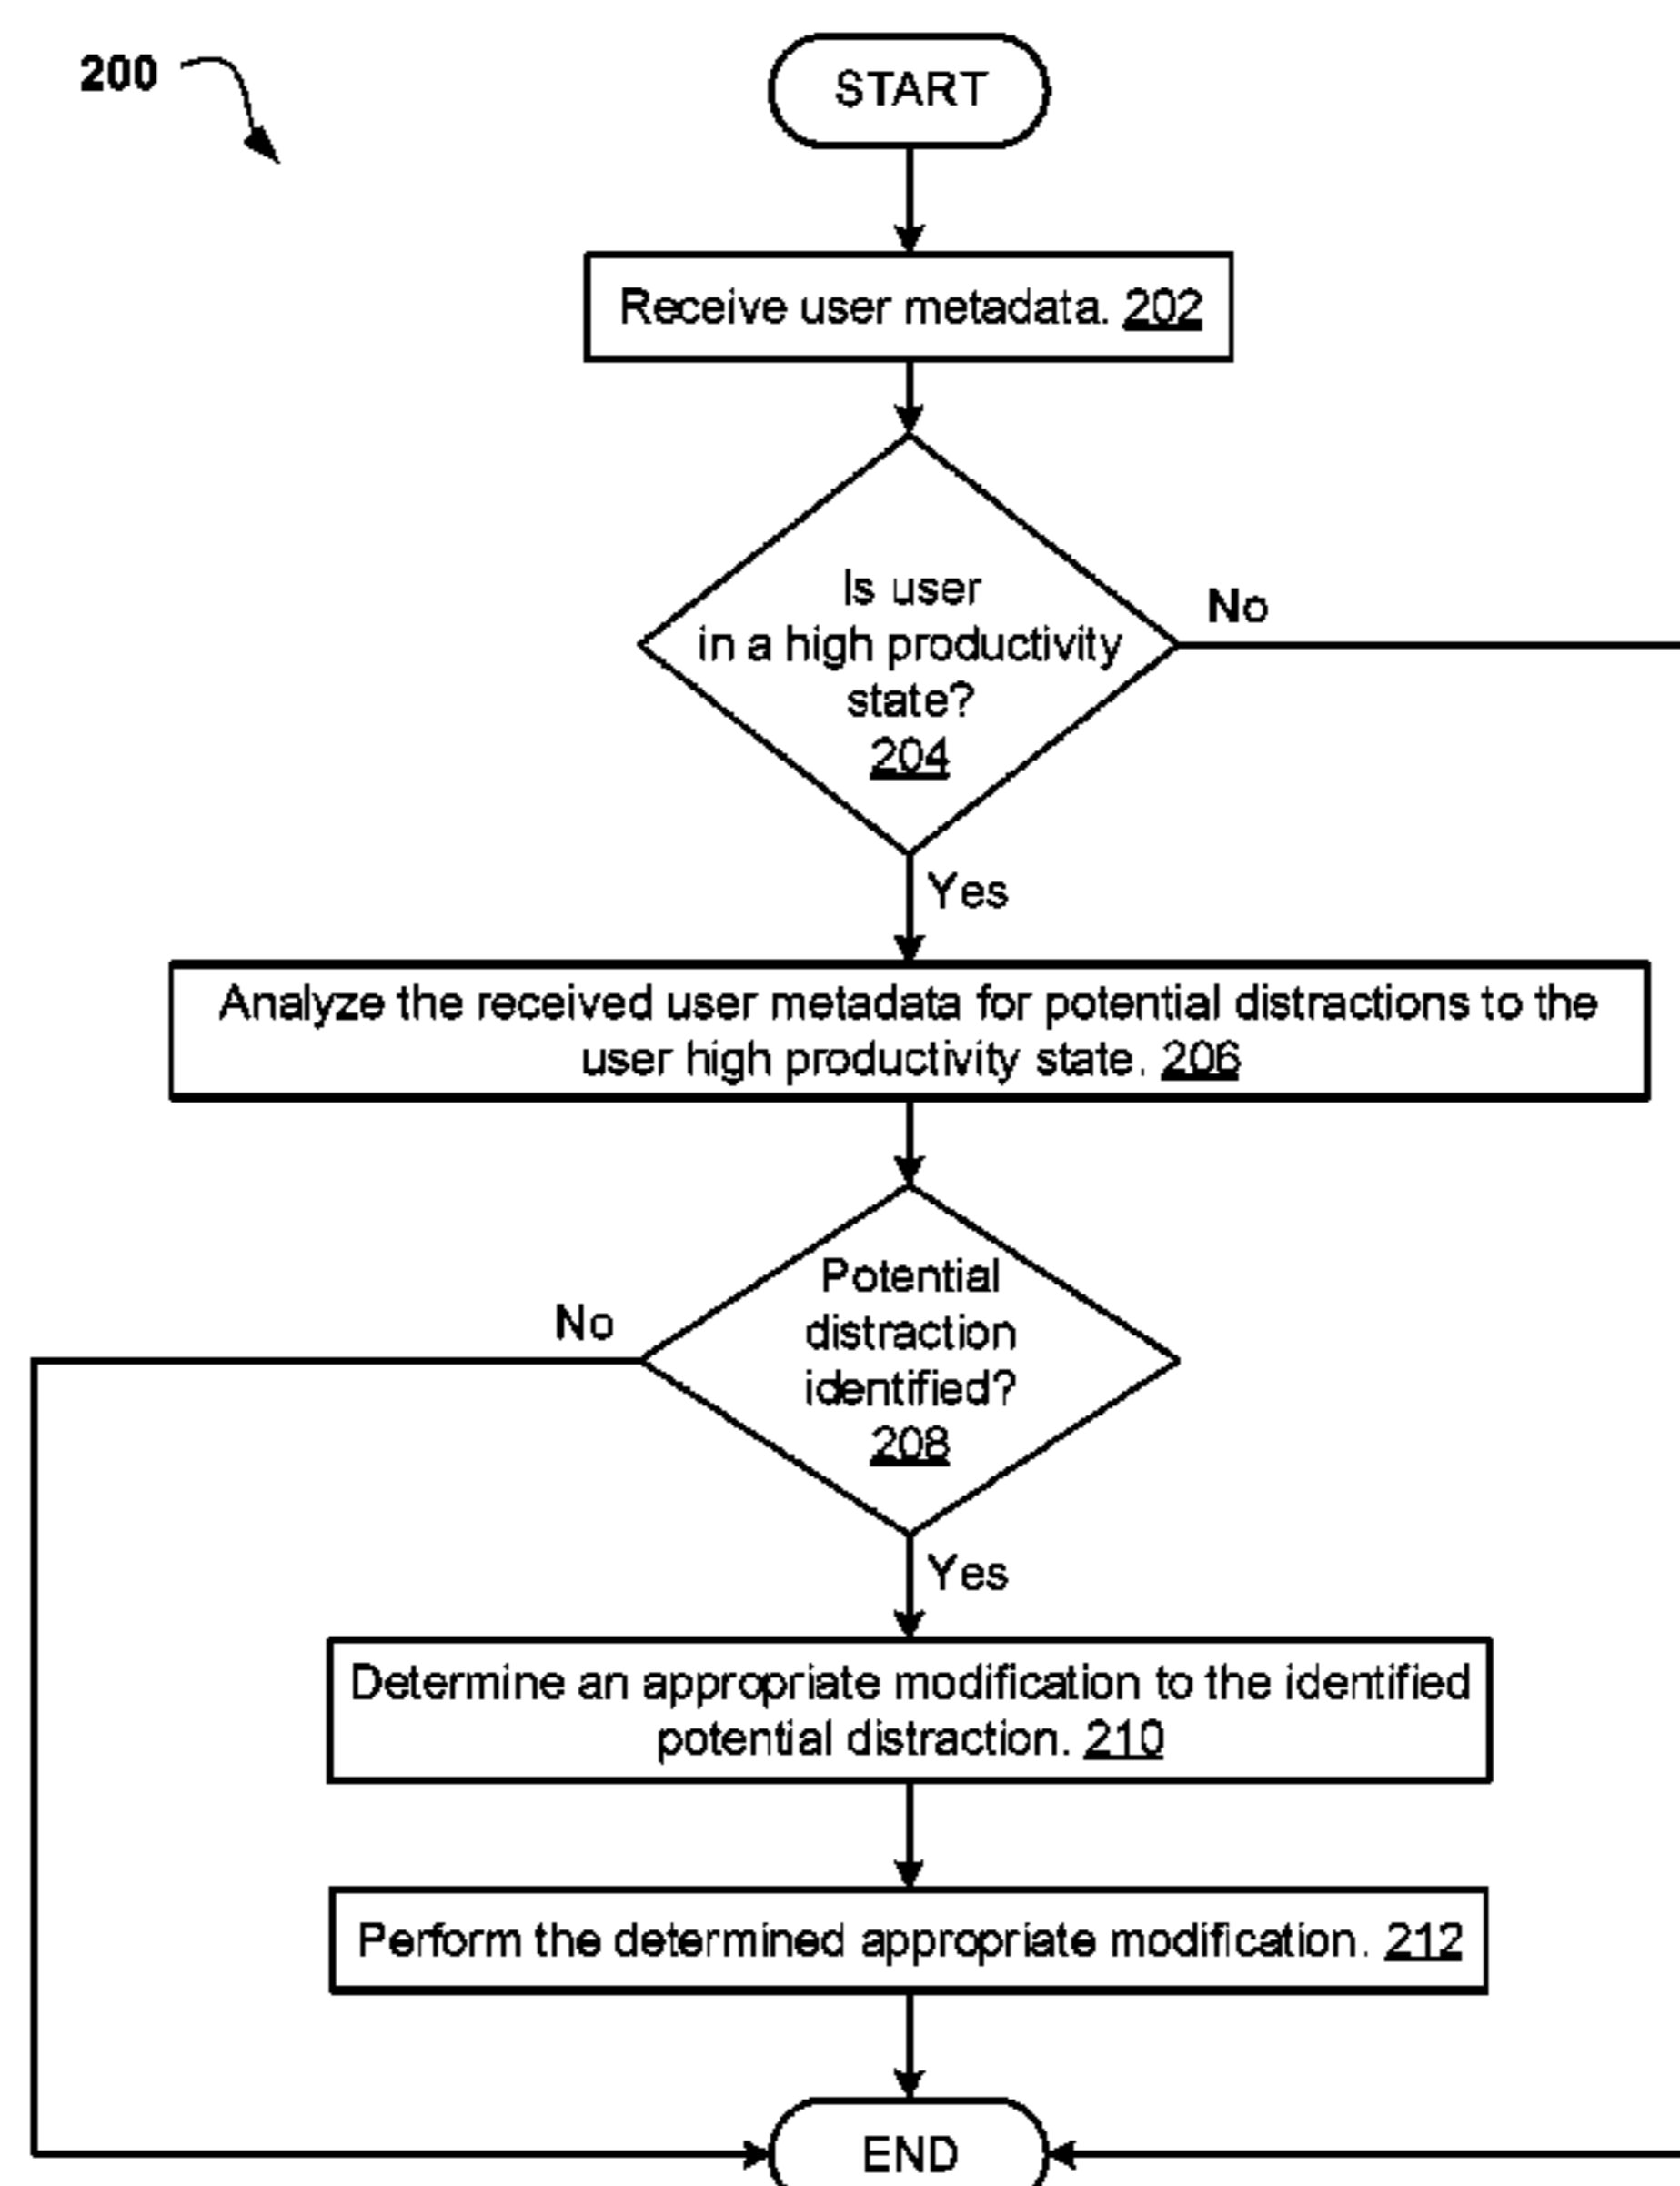 200
START
Receive user metadata. 202
Is user
in a high productivity
state?
204
No
Yes
Analyze the received user metadata for potential distractions to the
user high productivity state. 206
Potential
distraction
identified?
208
No
Yes
Determine an appropriate modification to the identified
potential distraction. 210
Perform the determined appropriate modification. 212
END